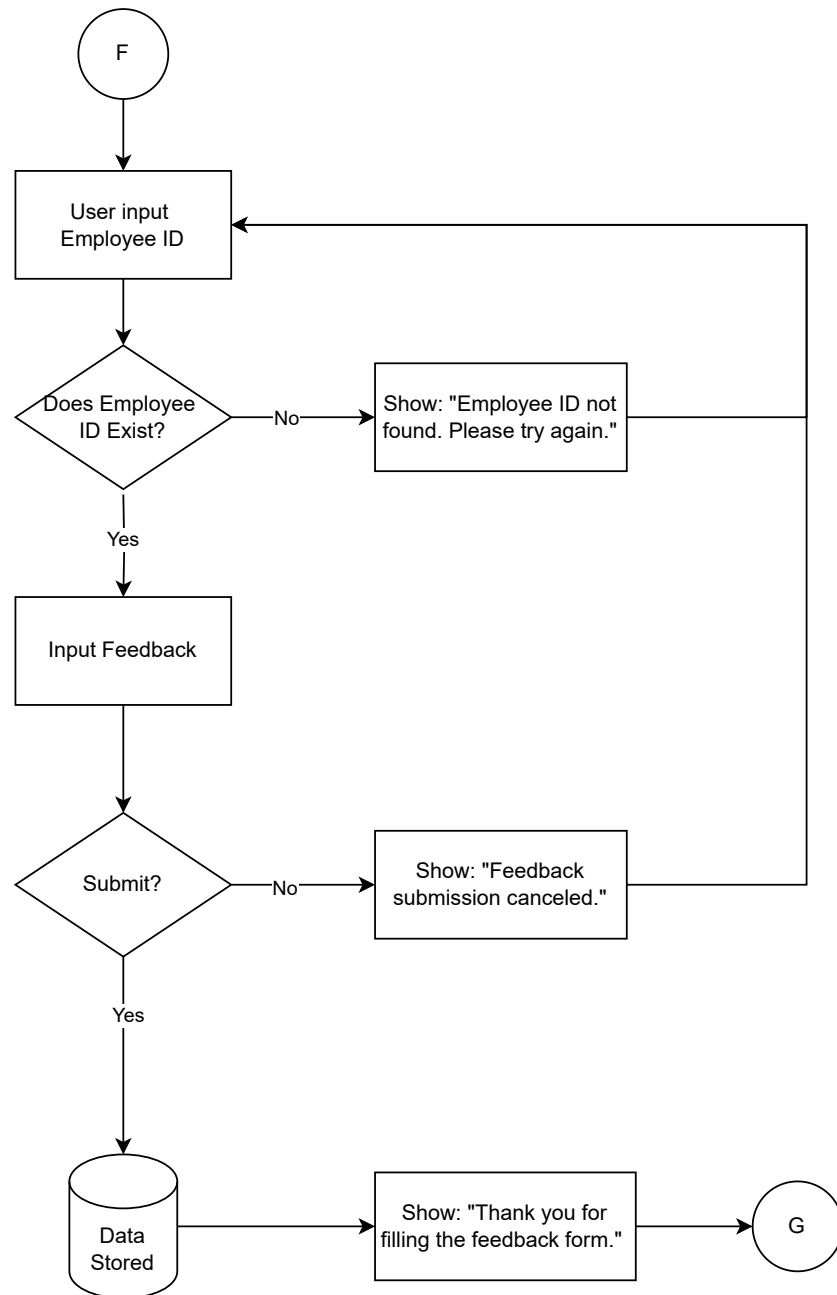 F
User input
Employee ID
Does Employee
ID Exist?
No
Show: "Employee ID not
found. Please try again."
Yes
Input Feedback
Submit?
No
Show: "Feedback
submission canceled."
Yes
Data
Stored
Show: "Thank you for
filling the feedback form."
G